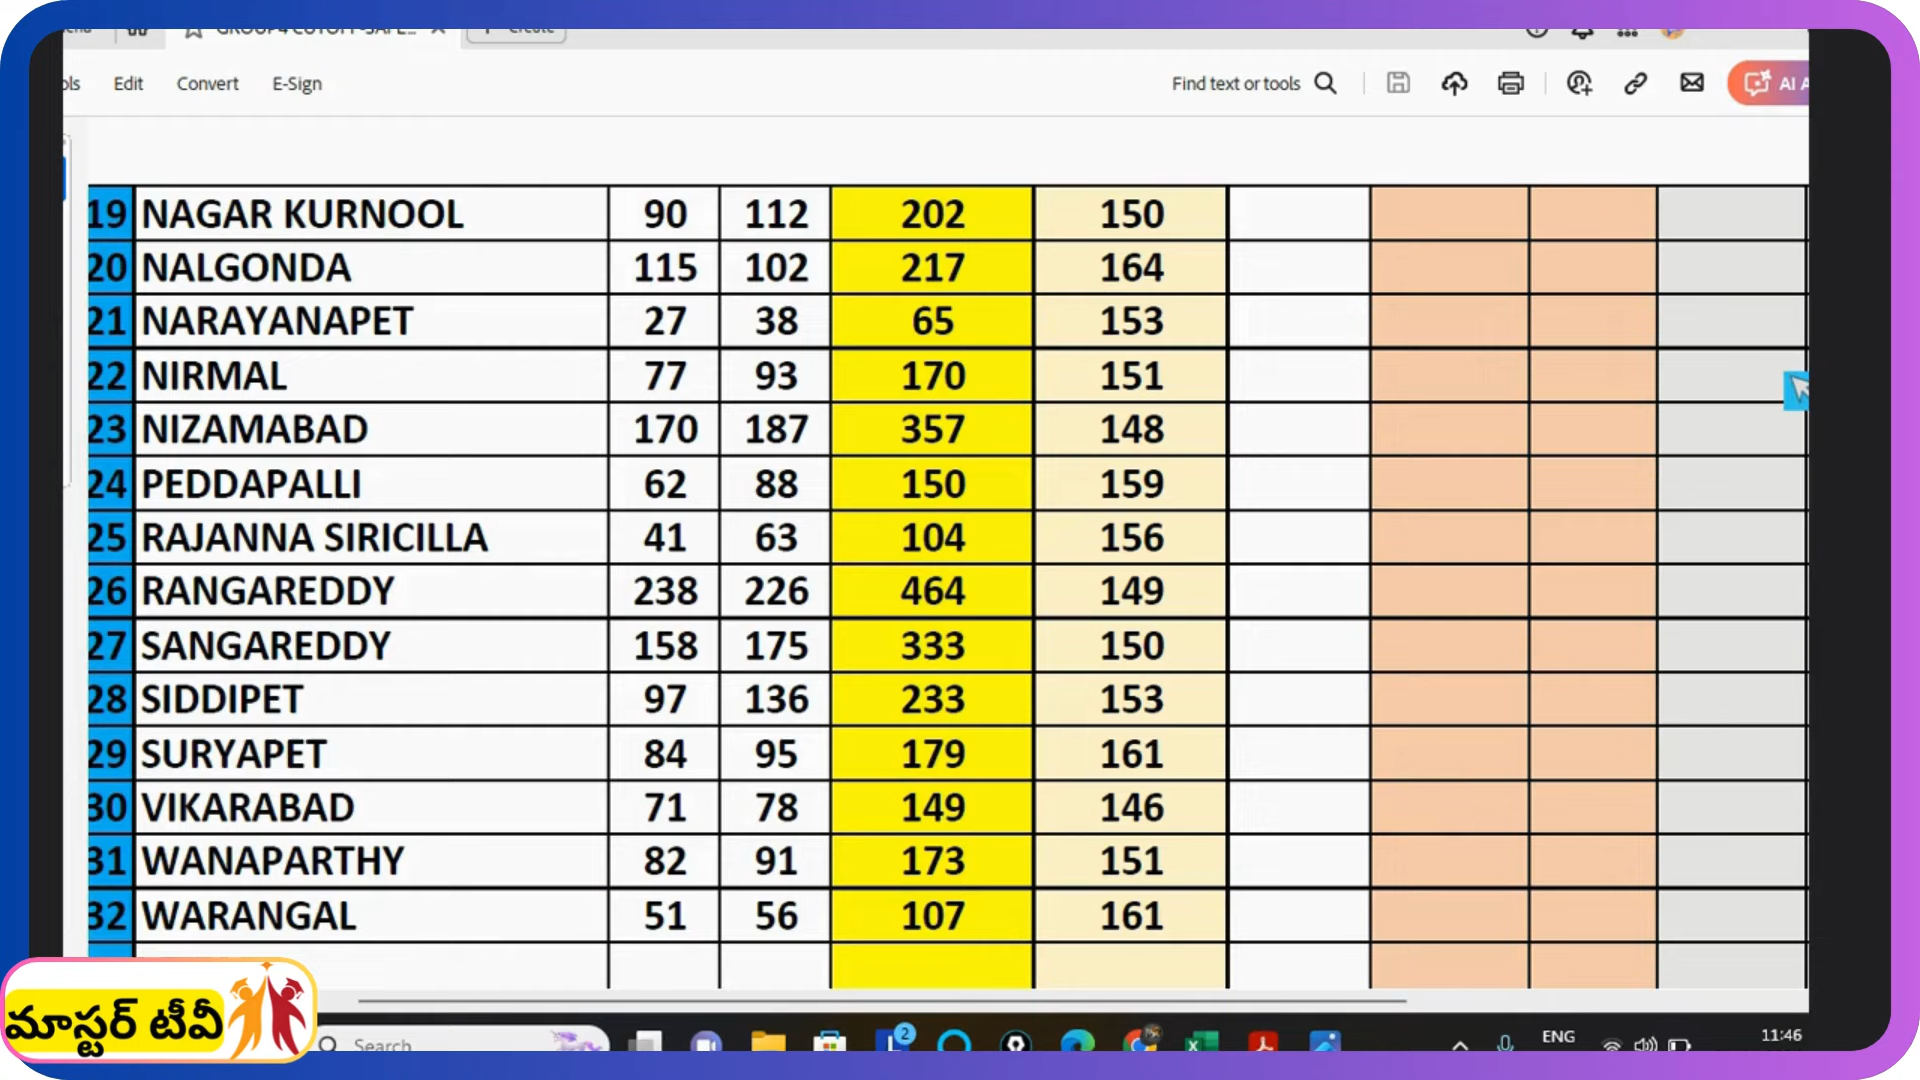 GROUP4 CUTOFF-SAFE...
Create
Edit
Convert
E-Sign
Find text or tools
19 NAGAR KURNOOL 90 112 202 150
20 NALGONDA 115 102 217 164
21 NARAYANAPET 27 38 65 153
22 NIRMAL 77 93 170 151
23 NIZAMABAD 170 187 357 148
24 PEDDAPALLI 62 88 150 159
25 RAJANNA SIRICILLA 41 63 104 156
26 RANGAREDDY 238 226 464 149
27 SANGAREDDY 158 175 333 150
28 SIDDIPET 97 136 233 153
29 SURYAPET 84 95 179 161
30 VIKARABAD 71 78 149 146
31 WANAPARTHY 82 91 173 151
32 WARANGAL 51 56 107 161
మాస్టర్ టీవీ
Search
2
ENG
11:46